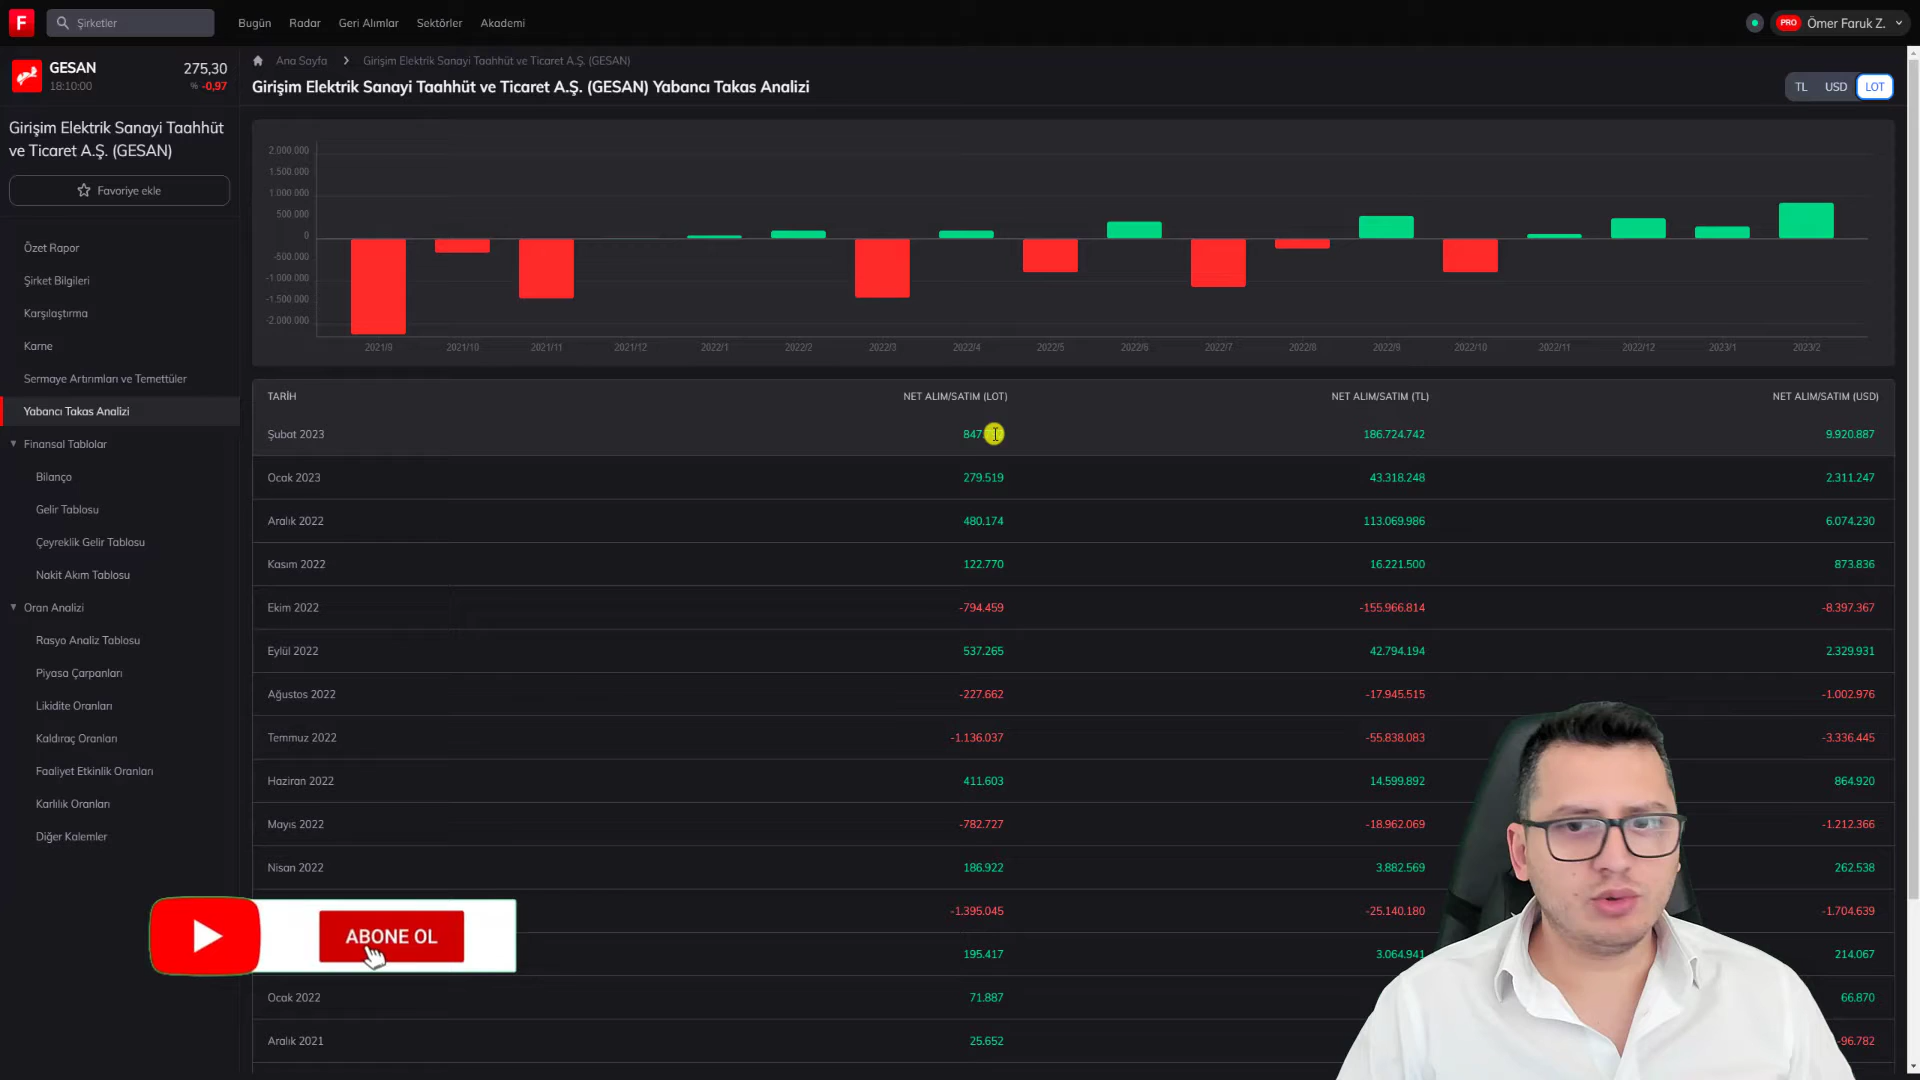 F
Şirketler
Bugün
Radar
Geri Alımlar
Sektörler
Akademi
PRO
Ömer Faruk Z.
GESAN
18:10:00
275,30
% -0,97
Girişim Elektrik Sanayi Taahhüt
ve Ticaret A.Ş. (GESAN)
Favoriye ekle
Özet Rapor
Şirket Bilgileri
Karşılaştırma
Karne
Sermaye Artırımları ve Temettüler
Yabancı Takas Analizi
Finansal Tablolar
Bilanço
Gelir Tablosu
Çeyreklik Gelir Tablosu
Nakit Akım Tablosu
Oran Analizi
Rasyo Analiz Tablosu
Piyasa Çarpanları
Likidite Oranları
Kaldıraç Oranları
Faaliyet Etkinlik Oranları
Karlılık Oranları
Diğer Kalemler
Ana Sayfa
Girişim Elektrik Sanayi Taahhüt ve Ticaret A.Ş. (GESAN)
Girişim Elektrik Sanayi Taahhüt ve Ticaret A.Ş. (GESAN) Yabancı Takas Analizi
TL USD LOT
2.000.000
1.500.000
1.000.000
500.000
0
-500.000
-1.000.000
-1.500.000
-2.000.000
2021/9 2021/10 2021/11 2021/12 2022/1 2022/2 2022/3 2022/4 2022/5 2022/6 2022/7 2022/8 2022/9 2022/10 2022/11 2022/12 2023/1 2023/2
TARİH NET ALIM/SATIM (LOT) NET ALIM/SATIM (TL) NET ALIM/SATIM (USD)
Şubat 2023 847. 186.724.742 9.920.887
Ocak 2023 279.519 43.318.248 2.311.247
Aralık 2022 480.174 113.069.986 6.074.230
Kasım 2022 122.770 16.221.500 873.836
Ekim 2022 -794.459 -155.966.814 -8.397.367
Eylül 2022 537.265 42.794.194 2.329.931
Ağustos 2022 -227.662 -17.945.515 -1.002.976
Temmuz 2022 -1.136.037 -55.838.083 -3.336.445
Haziran 2022 411.603 14.599.892 864.920
Mayıs 2022 -782.727 -18.962.069 -1.212.366
Nisan 2022 186.922 3.882.569 262.538
-1.395.045 -25.140.180 -1.704.639
195.417 3.064.941 214.067
Ocak 2022 71.887 66.870
Aralık 2021 25.652 -96.782
ABONE OL